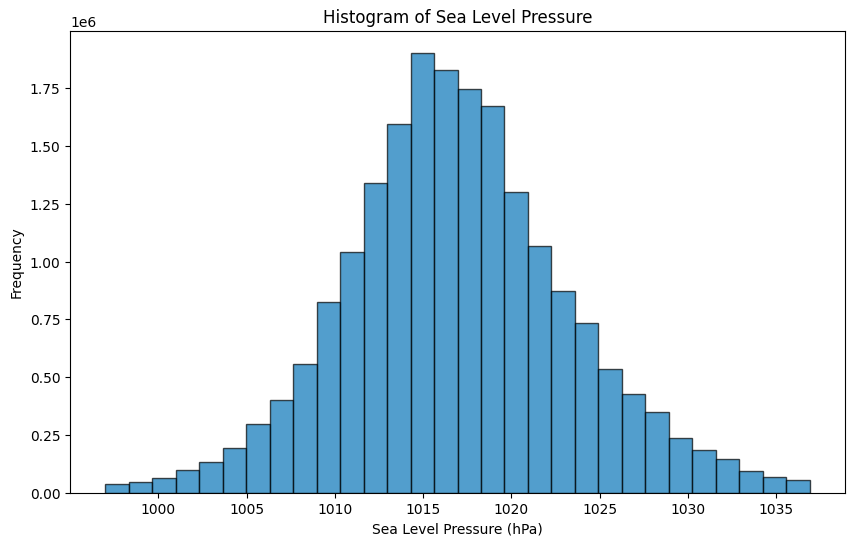 Histogram of Sea Level Pressure
1e6
1.75
1.50
1.25
1.00
0.75
0.50
0.25
0.00
Frequency
1000 1005 1010 1015 1020 1025 1030 1035
Sea Level Pressure (hPa)